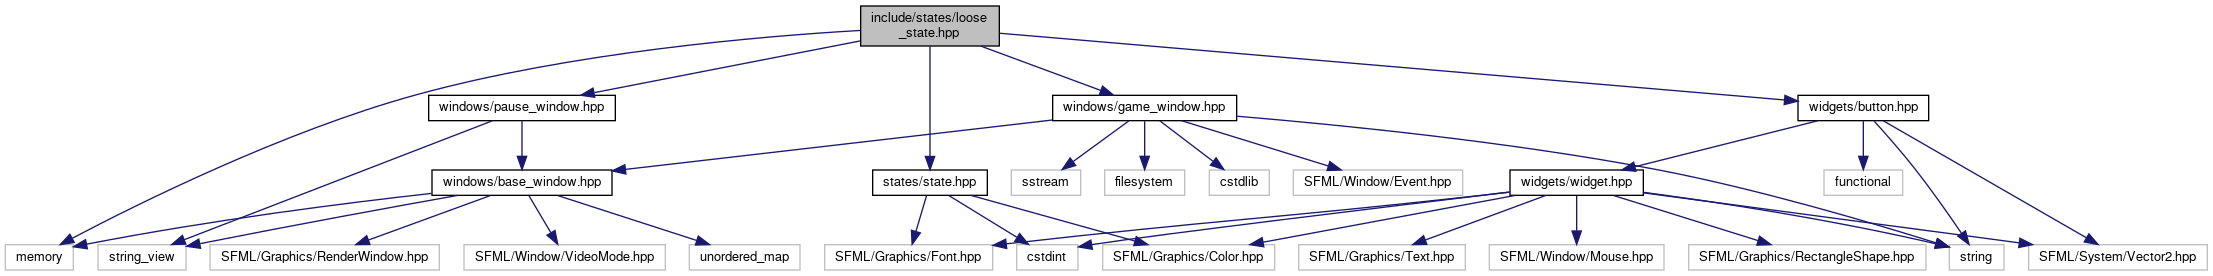 include/states/loose
_state.hpp
windows/pause_window.hpp
windows/game_window.hpp
widgets/button.hpp
windows/base_window.hpp
states/state.hpp
sstream
filesystem
cstdlib
SFML/Window/Event.hpp
widgets/widget.hpp
functional
memory
string_view
SFML/Graphics/RenderWindow.hpp
SFML/Window/VideoMode.hpp
unordered_map
SFML/Graphics/Font.hpp
cstdint
SFML/Graphics/Color.hpp
SFML/Graphics/Text.hpp
SFML/Window/Mouse.hpp
SFML/Graphics/RectangleShape.hpp
string
SFML/System/Vector2.hpp